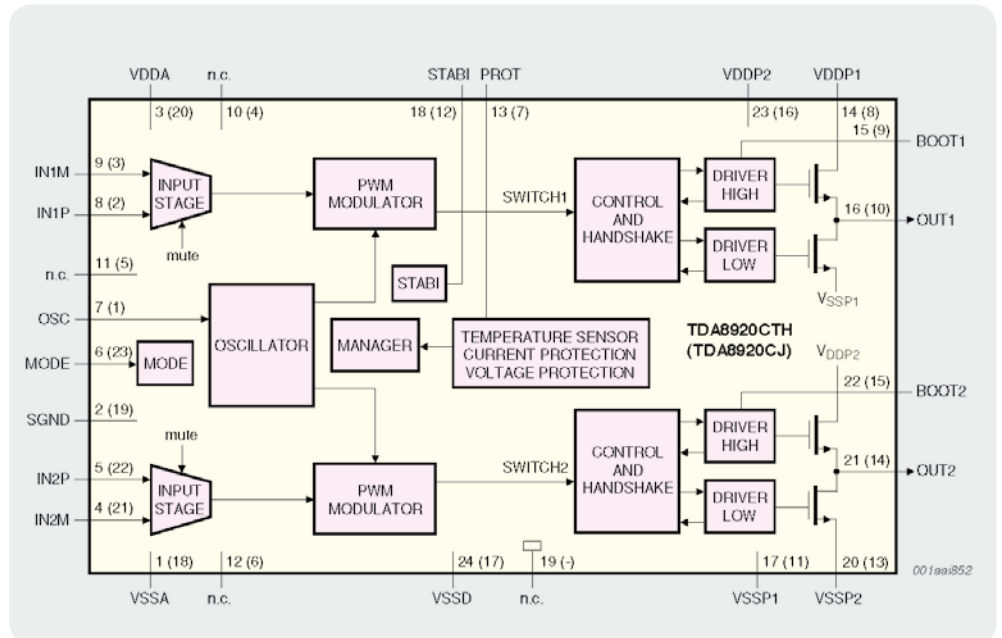 VDDA n.c. STABI PROT VDDP2 VDDP1
3 (20) 10 (4) 18 (12) 13 (7) 23 (16) 14 (8)
15 (9)
BOOT1
IN1M 9 (3)
IN1P 8 (2)
INPUT
STAGE
mute
PWM
MODULATOR
SWITCH1
CONTROL
AND
HANDSHAKE
DRIVER
HIGH
DRIVER
LOW
16 (10)
OUT1
VSSP1
n.c. 11 (5)
STABI
OSC 7 (1)
OSCILLATOR
MANAGER
TEMPERATURE SENSOR
CURRENT PROTECTION
VOLTAGE PROTECTION
TDA8920CTH
(TDA8920CJ)
MODE 6 (23)
MODE
VDDP2
22 (15)
BOOT2
SGND 2 (19)
mute
IN2P 5 (22)
IN2M 4 (21)
INPUT
STAGE
PWM
MODULATOR
SWITCH2
CONTROL
AND
HANDSHAKE
DRIVER
HIGH
DRIVER
LOW
21 (14)
OUT2
1 (18) 12 (6) 24 (17) 19 (-) 17 (11) 20 (13)
001aai852
VSSA n.c. VSSD n.c. VSSP1 VSSP2